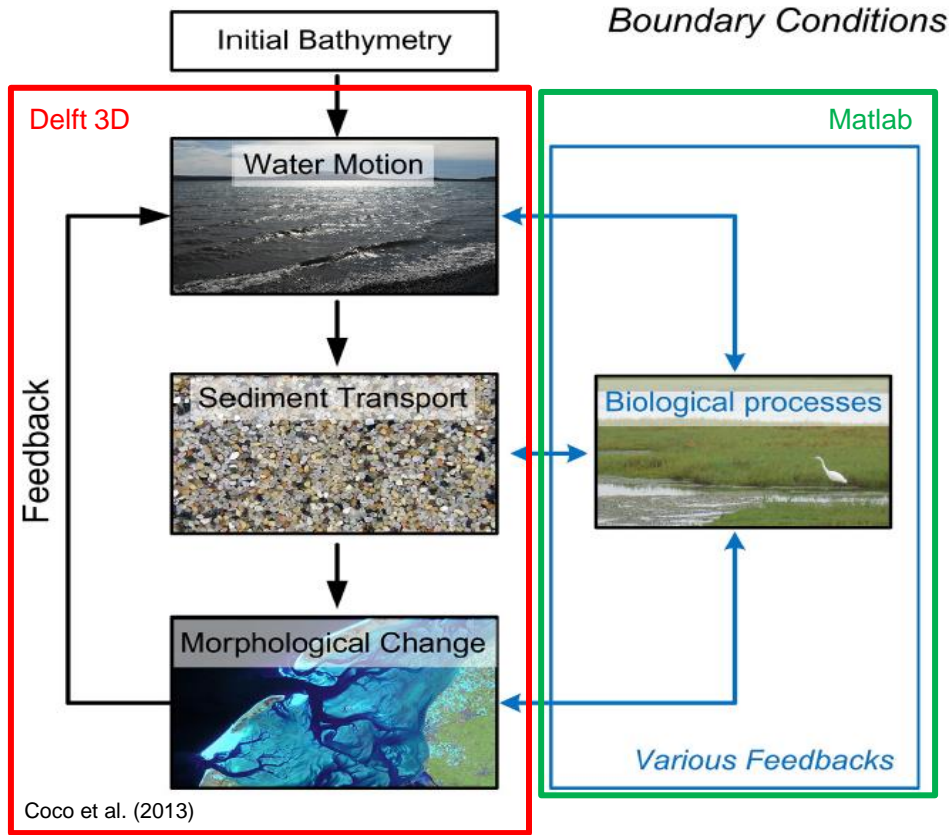 Boundary Conditions
Initial Bathymetry
Delft 3D
Matlab
Water Motion
Sediment Transport
Biological processes
Feedback
Morphological Change
Various Feedbacks
Coco et al. (2013)